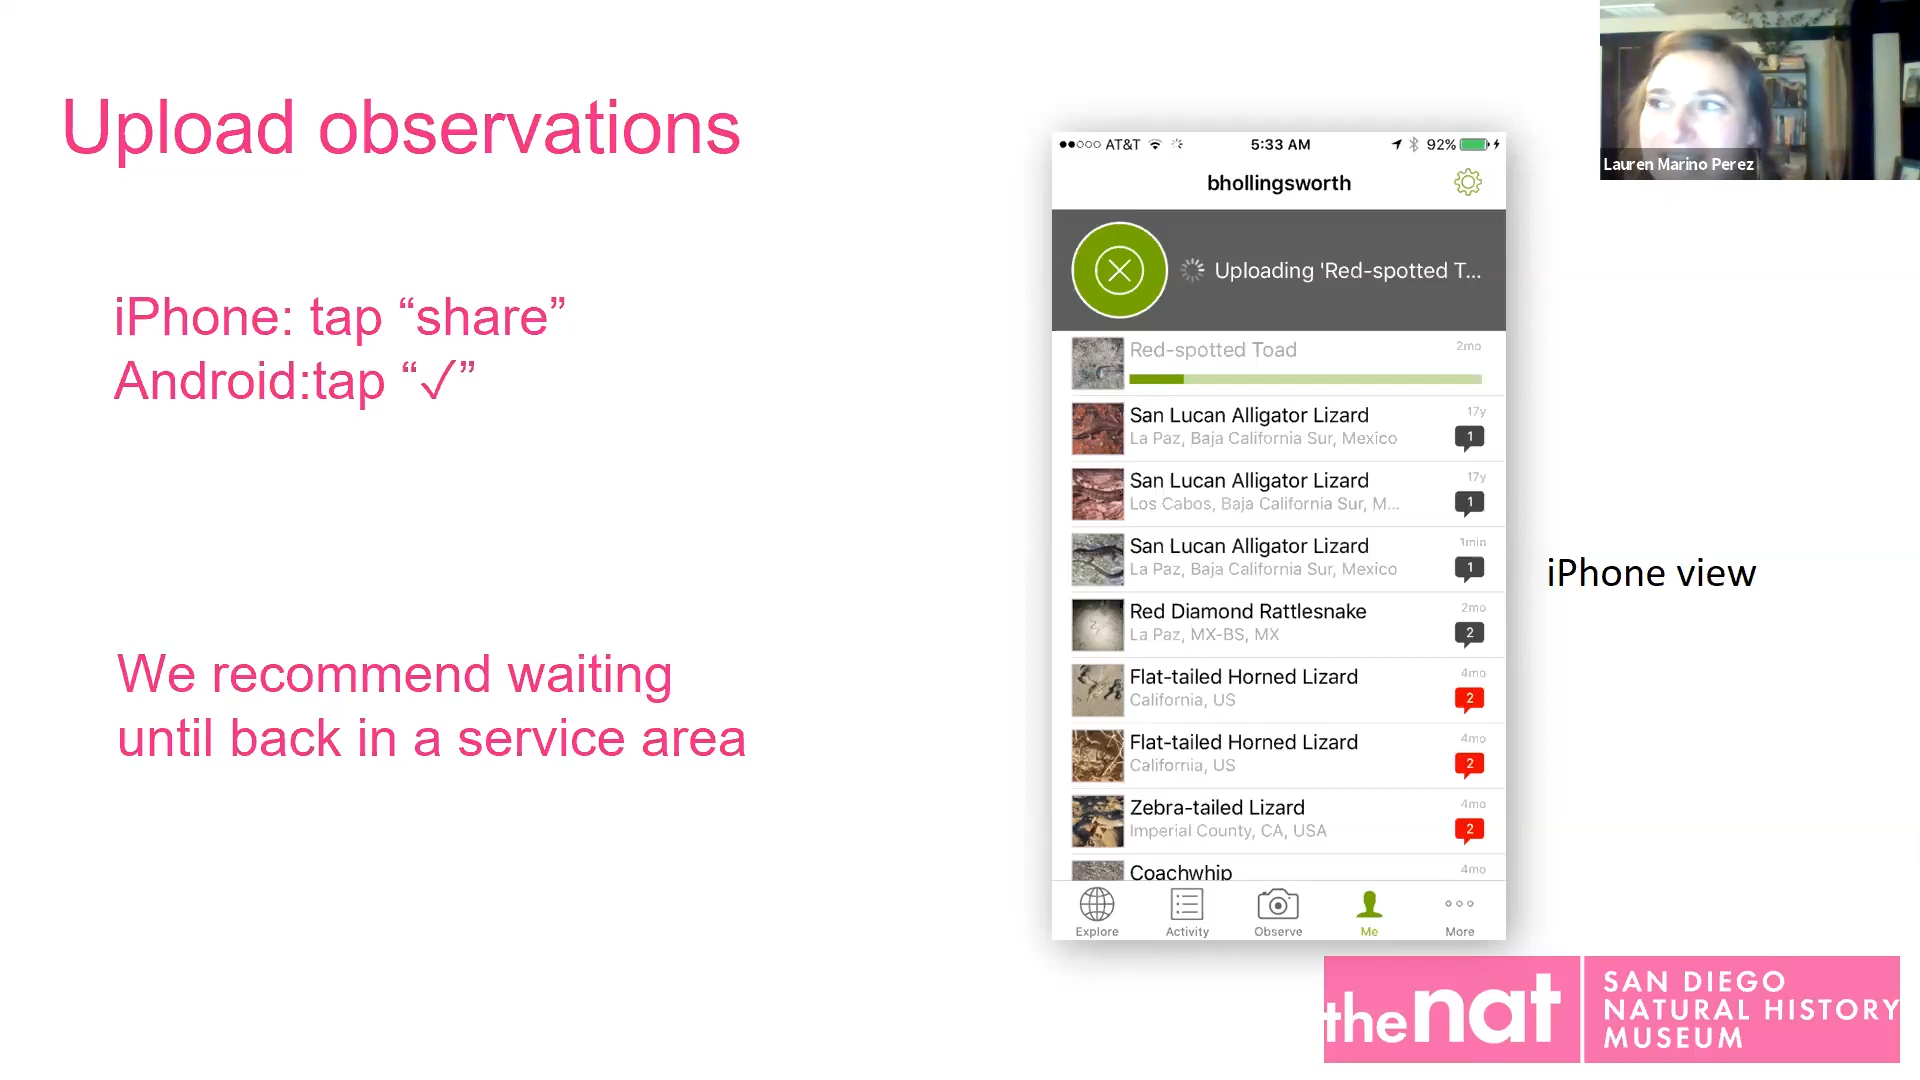 Upload observations
iPhone: tap “share”
Android:tap “✓”
We recommend waiting
until back in a service area
AT&T 5:33 AM 92%
bhollingsworth
Uploading 'Red-spotted T...
Red-spotted Toad 2mo
San Lucan Alligator Lizard 17y
La Paz, Baja California Sur, Mexico 1
San Lucan Alligator Lizard 17y
Los Cabos, Baja California Sur, M... 1
San Lucan Alligator Lizard 1min
La Paz, Baja California Sur, Mexico 1
Red Diamond Rattlesnake 2mo
La Paz, MX-BS, MX 2
Flat-tailed Horned Lizard 4mo
California, US 2
Flat-tailed Horned Lizard 4mo
California, US 2
Zebra-tailed Lizard 4mo
Imperial County, CA, USA 2
Coachwhip 4mo
Explore Activity Observe Me More
iPhone view
Lauren Marino Perez
thenat
SAN DIEGO
NATURAL HISTORY
MUSEUM